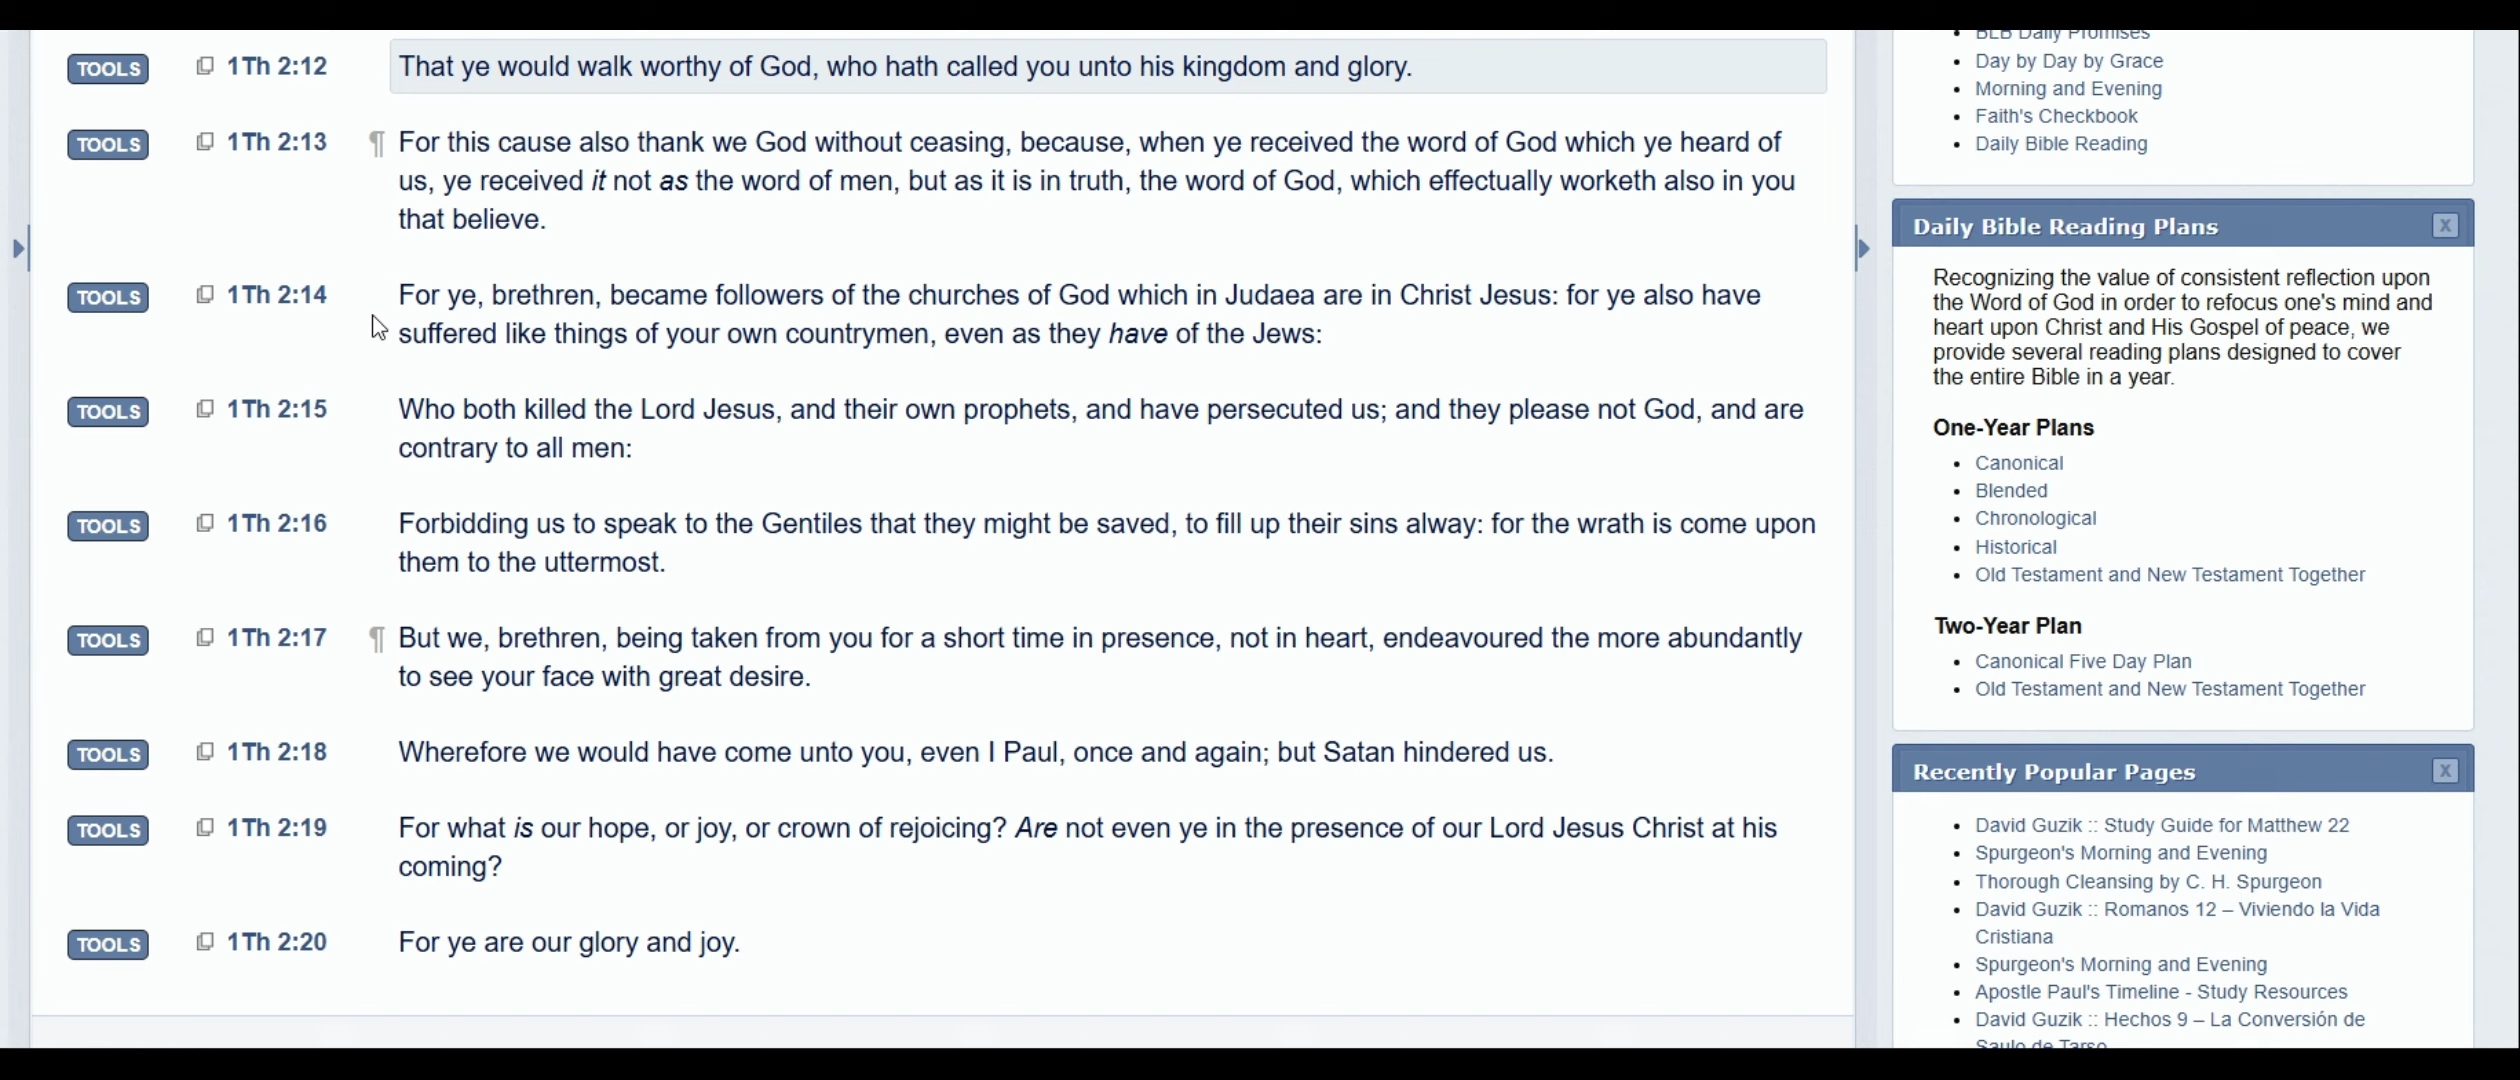 TOOLS 1Th 2:12 That ye would walk worthy of God, who hath called you unto his kingdom and glory.
TOOLS 1Th 2:13 ¶ For this cause also thank we God without ceasing, because, when ye received the word of God which ye heard of
us, ye received it not as the word of men, but as it is in truth, the word of God, which effectually worketh also in you
that believe.
TOOLS 1Th 2:14 For ye, brethren, became followers of the churches of God which in Judaea are in Christ Jesus: for ye also have
suffered like things of your own countrymen, even as they have of the Jews:
TOOLS 1Th 2:15 Who both killed the Lord Jesus, and their own prophets, and have persecuted us; and they please not God, and are
contrary to all men:
TOOLS 1Th 2:16 Forbidding us to speak to the Gentiles that they might be saved, to fill up their sins alway: for the wrath is come upon
them to the uttermost.
TOOLS 1Th 2:17 ¶ But we, brethren, being taken from you for a short time in presence, not in heart, endeavoured the more abundantly
to see your face with great desire.
TOOLS 1Th 2:18 Wherefore we would have come unto you, even I Paul, once and again; but Satan hindered us.
TOOLS 1Th 2:19 For what is our hope, or joy, or crown of rejoicing? Are not even ye in the presence of our Lord Jesus Christ at his
coming?
TOOLS 1Th 2:20 For ye are our glory and joy.
BLB Daily Promises
Day by Day by Grace
Morning and Evening
Faith's Checkbook
Daily Bible Reading
Daily Bible Reading Plans X
Recognizing the value of consistent reflection upon
the Word of God in order to refocus one's mind and
heart upon Christ and His Gospel of peace, we
provide several reading plans designed to cover
the entire Bible in a year.
One-Year Plans
Canonical
Blended
Chronological
Historical
Old Testament and New Testament Together
Two-Year Plan
Canonical Five Day Plan
Old Testament and New Testament Together
Recently Popular Pages X
David Guzik :: Study Guide for Matthew 22
Spurgeon's Morning and Evening
Thorough Cleansing by C. H. Spurgeon
David Guzik :: Romanos 12 – Viviendo la Vida
Cristiana
Spurgeon's Morning and Evening
Apostle Paul's Timeline - Study Resources
David Guzik :: Hechos 9 – La Conversión de
Saulo de Tarso